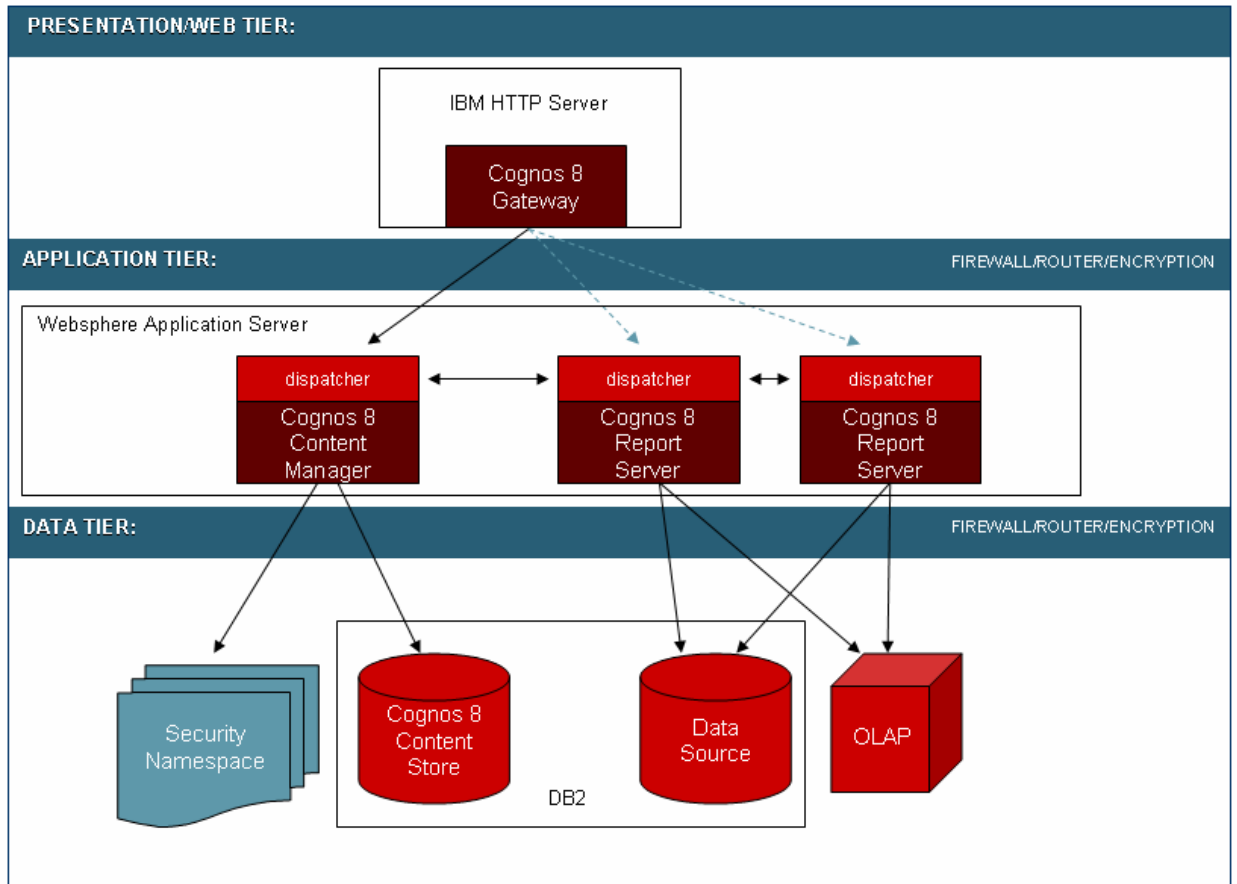 PRESENTATION/WEB TIER:
IBM HTTP Server
Cognos 8
Gateway
APPLICATION TIER:
FIREWALL/ROUTER/ENCRYPTION
Websphere Application Server
dispatcher
Cognos 8
Content
Manager
dispatcher
Cognos 8
Report
Server
dispatcher
Cognos 8
Report
Server
DATA TIER:
FIREWALL/ROUTER/ENCRYPTION
Security
Namespace
Cognos 8
Content
Store
Data
Source
OLAP
DB2